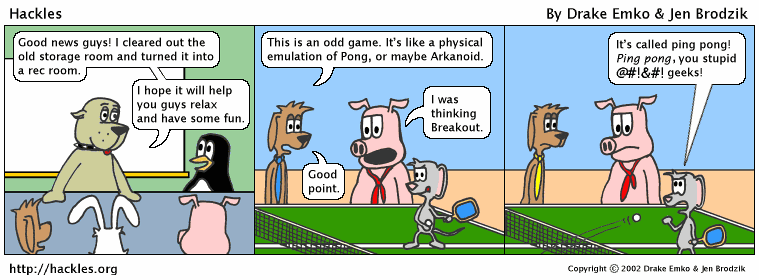 Hackles
By Drake Emko & Jen Brodzik
Good news guys! I cleared out the
old storage room and turned it into
a rec room.
I hope it will help
you guys relax
and have some fun.
This is an odd game. It's like a physical
emulation of Pong, or maybe Arkanoid.
I was
thinking
Breakout.
Good
point.
It's called ping pong!
Ping pong, you stupid
@#!&#! geeks!
http://hackles.org
Copyright © 2002 Drake Emko & Jen Brodzik